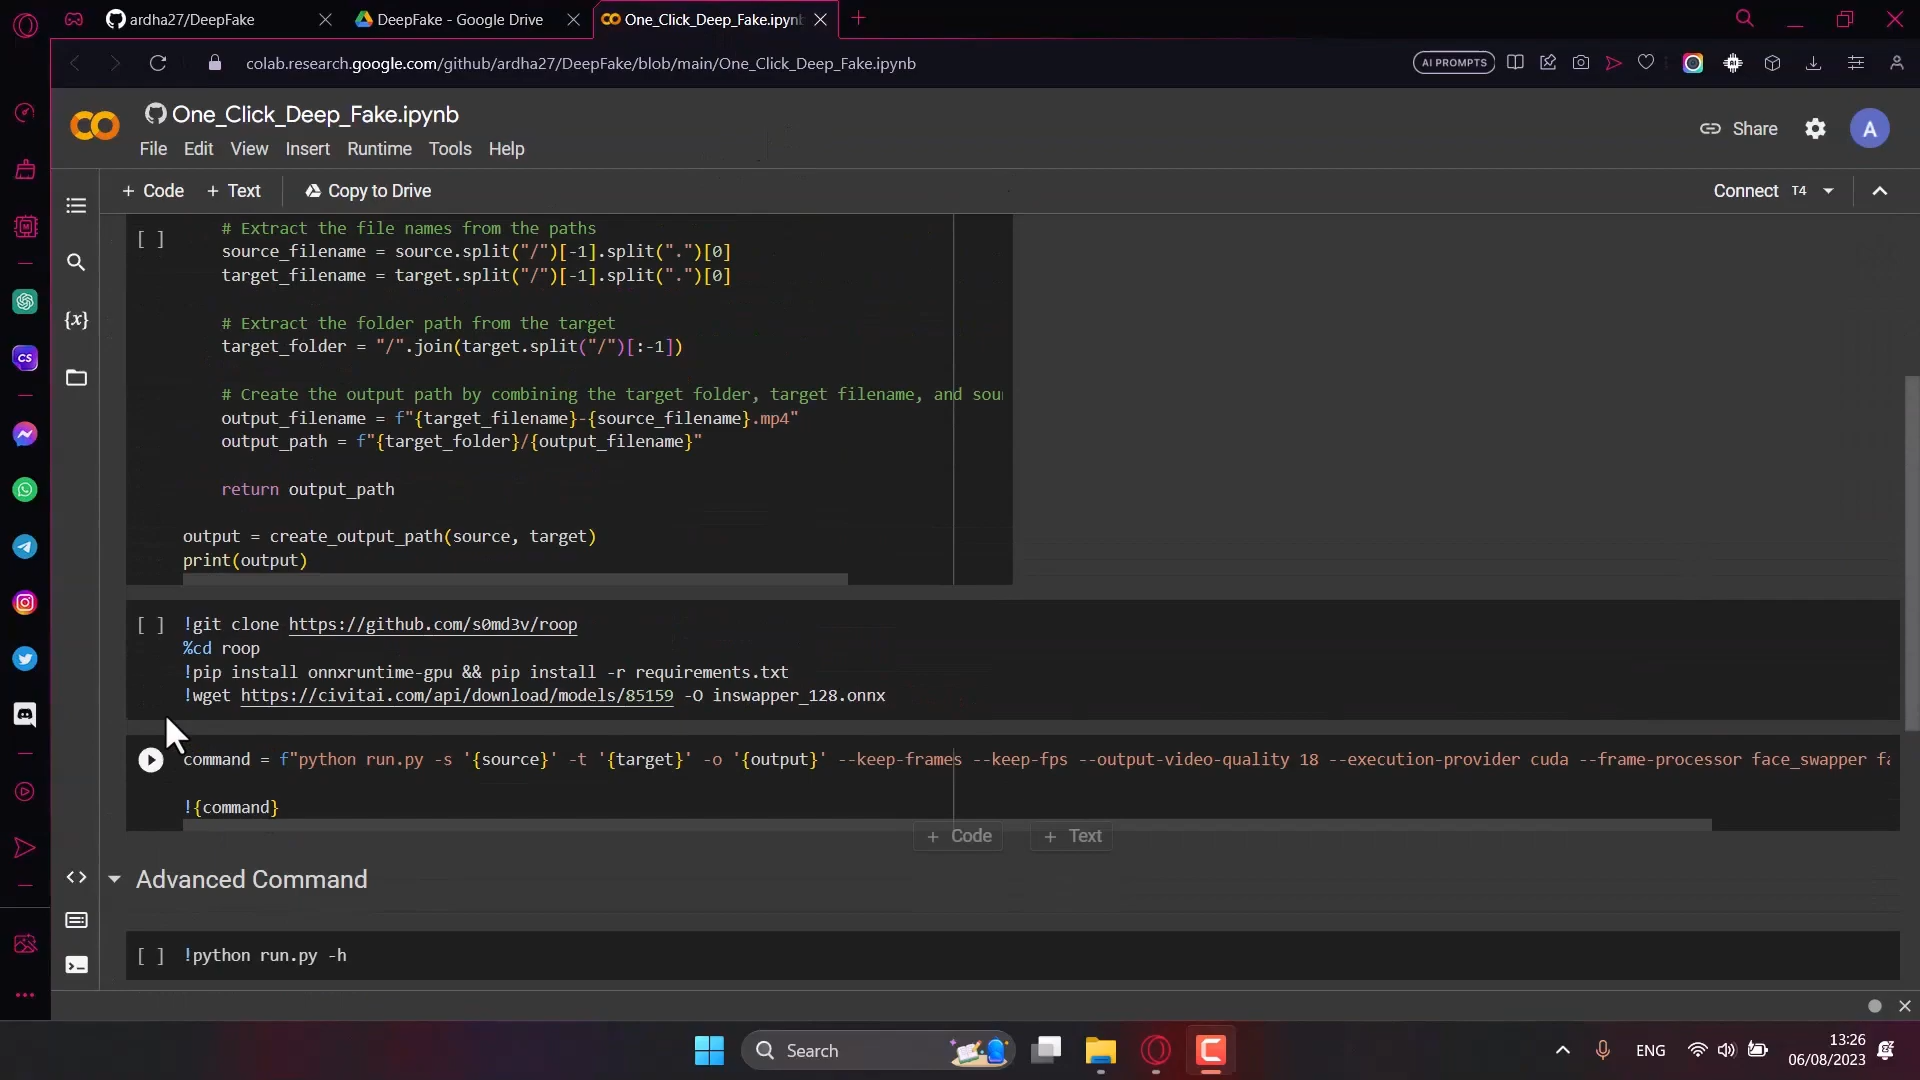 ardha27/DeepFake
DeepFake - Google Drive
One_Click_Deep_Fake.ipynb
colab.research.google.com/github/ardha27/DeepFake/blob/main/One_Click_Deep_Fake.ipynb
AI PROMPTS
One_Click_Deep_Fake.ipynb
Share
A
File Edit View Insert Runtime Tools Help
+ Code + Text Copy to Drive
Connect T4
[ ]
# Extract the file names from the paths
source_filename = source.split("/")[-1].split(".")[0]
target_filename = target.split("/")[-1].split(".")[0]
# Extract the folder path from the target
target_folder = "/".join(target.split("/")[:-1])
# Create the output path by combining the target folder, target filename, and sou
output_filename = f"{target_filename}-{source_filename}.mp4"
output_path = f"{target_folder}/{output_filename}"
return output_path
output = create_output_path(source, target)
print(output)
[ ] !git clone https://github.com/s0md3v/roop
%cd roop
!pip install onnxruntime-gpu && pip install -r requirements.txt
!wget https://civitai.com/api/download/models/85159 -O inswapper_128.onnx
command = f"python run.py -s '{source}' -t '{target}' -o '{output}' --keep-frames --keep-fps --output-video-quality 18 --execution-provider cuda --frame-processor face_swapper fa
!{command}
+ Code + Text
Advanced Command
[ ] !python run.py -h
{x}
CS
Search
ENG
13:26
06/08/2023